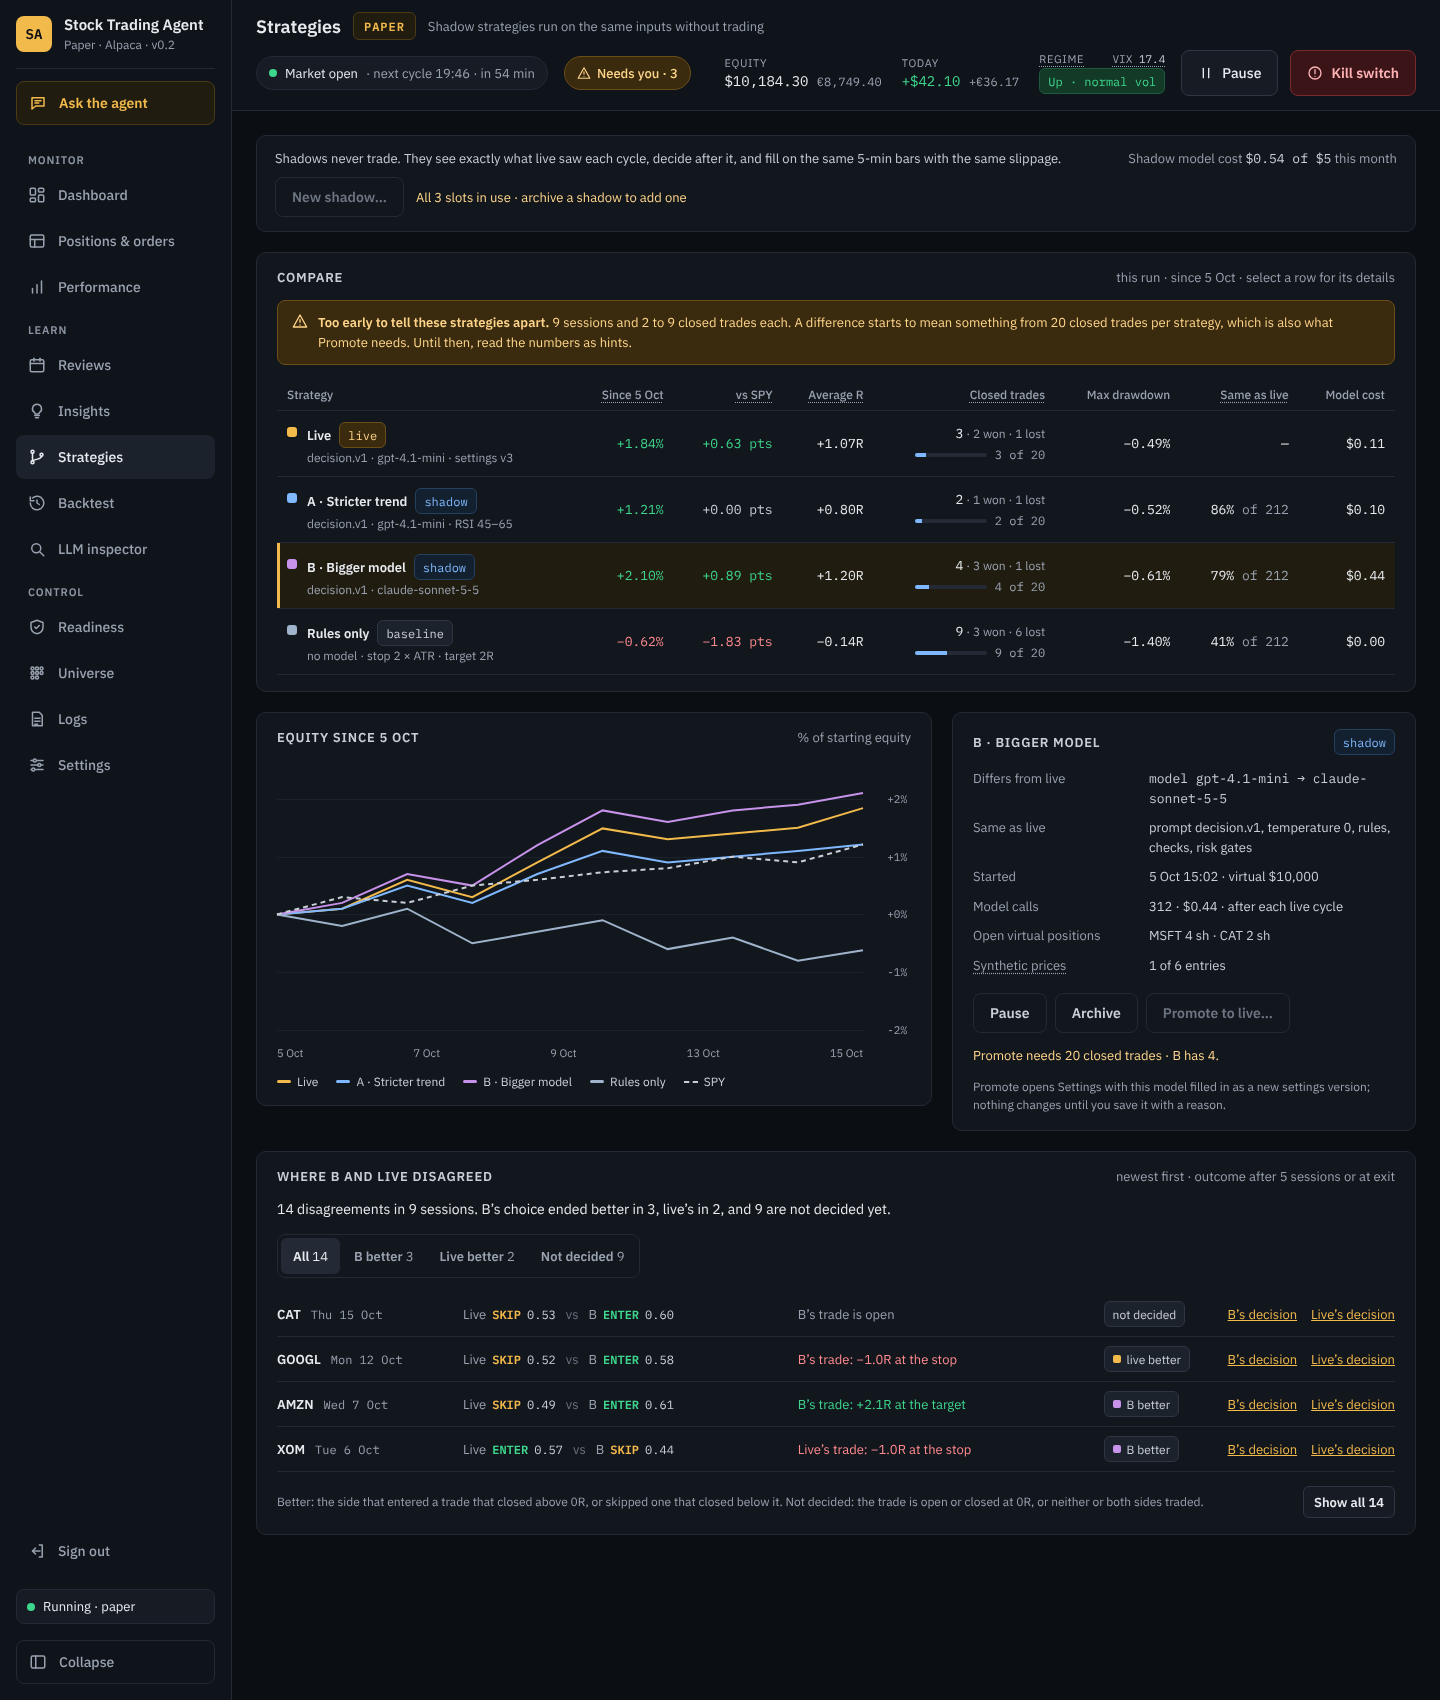 SA
Stock Trading Agent
Paper · Alpaca · v0.2
Ask the agent
MONITOR
Dashboard
Positions & orders
Performance
LEARN
Reviews
Insights
Strategies
Backtest
LLM inspector
CONTROL
Readiness
Universe
Logs
Settings
Sign out
Running · paper
Collapse
Strategies PAPER Shadow strategies run on the same inputs without trading
Market open · next cycle 19:46 · in 54 min
Needs you · 3
EQUITY
$10,184.30 €8,749.40
TODAY
+$42.10 +€36.17
REGIME VIX 17.4
Up · normal vol
Pause
Kill switch
Shadows never trade. They see exactly what live saw each cycle, decide after it, and fill on the same 5-min bars with the same slippage.
Shadow model cost $0.54 of $5 this month
New shadow… All 3 slots in use · archive a shadow to add one
COMPARE
this run · since 5 Oct · select a row for its details
Too early to tell these strategies apart. 9 sessions and 2 to 9 closed trades each. A difference starts to mean something from 20 closed trades per strategy, which is also what
Promote needs. Until then, read the numbers as hints.
Strategy Since 5 Oct vs SPY Average R Closed trades Max drawdown Same as live Model cost
Live live +1.84% +0.63 pts +1.07R 3 · 2 won · 1 lost −0.49% — $0.11
decision.v1 · gpt-4.1-mini · settings v3 3 of 20
A · Stricter trend shadow +1.21% +0.00 pts +0.80R 2 · 1 won · 1 lost −0.52% 86% of 212 $0.10
decision.v1 · gpt-4.1-mini · RSI 45–65 2 of 20
B · Bigger model shadow +2.10% +0.89 pts +1.20R 4 · 3 won · 1 lost −0.61% 79% of 212 $0.44
decision.v1 · claude-sonnet-5-5 4 of 20
Rules only baseline −0.62% −1.83 pts −0.14R 9 · 3 won · 6 lost −1.40% 41% of 212 $0.00
no model · stop 2 × ATR · target 2R 9 of 20
EQUITY SINCE 5 OCT
% of starting equity
+2%
+1%
+0%
-1%
-2%
5 Oct 7 Oct 9 Oct 13 Oct 15 Oct
Live A · Stricter trend B · Bigger model Rules only SPY
B · BIGGER MODEL shadow
Differs from live model gpt-4.1-mini → claude-
sonnet-5-5
Same as live prompt decision.v1, temperature 0, rules,
checks, risk gates
Started 5 Oct 15:02 · virtual $10,000
Model calls 312 · $0.44 · after each live cycle
Open virtual positions MSFT 4 sh · CAT 2 sh
Synthetic prices 1 of 6 entries
Pause Archive Promote to live…
Promote needs 20 closed trades · B has 4.
Promote opens Settings with this model filled in as a new settings version;
nothing changes until you save it with a reason.
WHERE B AND LIVE DISAGREED
newest first · outcome after 5 sessions or at exit
14 disagreements in 9 sessions. B’s choice ended better in 3, live’s in 2, and 9 are not decided yet.
All 14 B better 3 Live better 2 Not decided 9
CAT Thu 15 Oct Live SKIP 0.53 vs B ENTER 0.60 B’s trade is open not decided B’s decision Live’s decision
GOOGL Mon 12 Oct Live SKIP 0.52 vs B ENTER 0.58 B’s trade: −1.0R at the stop live better B’s decision Live’s decision
AMZN Wed 7 Oct Live SKIP 0.49 vs B ENTER 0.61 B’s trade: +2.1R at the target B better B’s decision Live’s decision
XOM Tue 6 Oct Live ENTER 0.57 vs B SKIP 0.44 Live’s trade: −1.0R at the stop B better B’s decision Live’s decision
Better: the side that entered a trade that closed above 0R, or skipped one that closed below it. Not decided: the trade is open or closed at 0R, or neither or both sides traded.
Show all 14